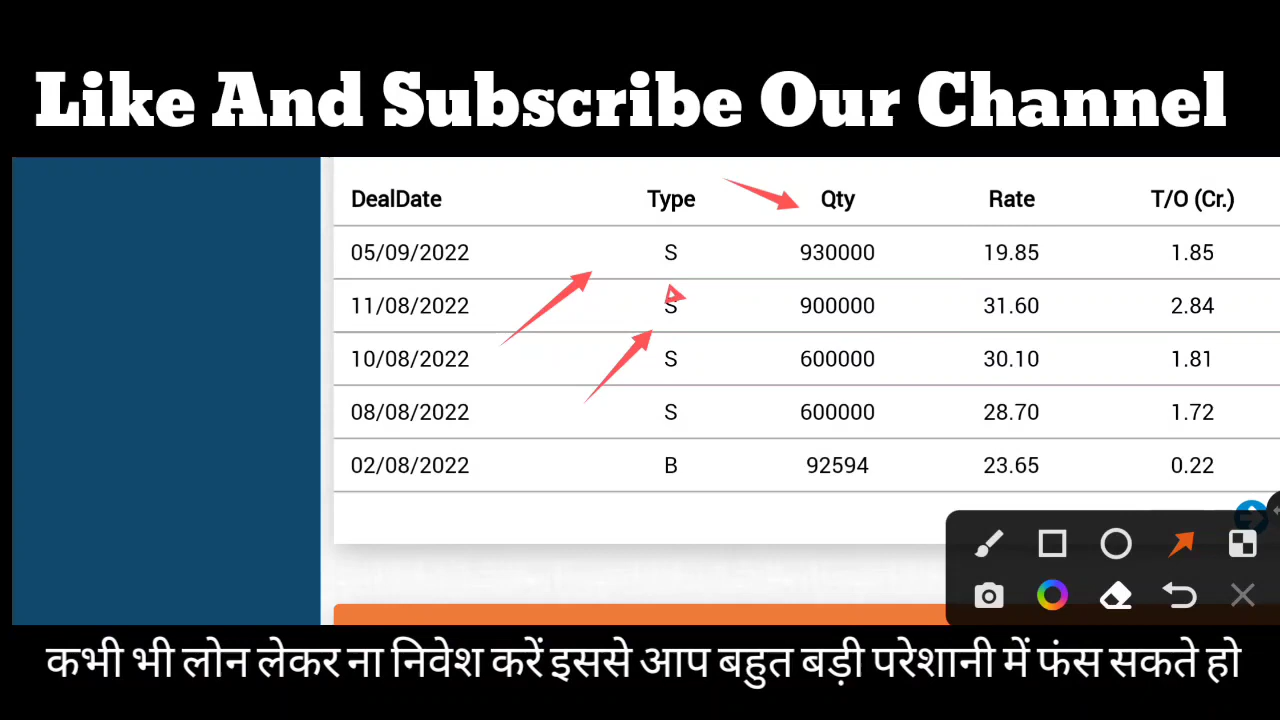 Like And Subscribe Our Channel
DealDate Type Qty Rate T/O (Cr.)
05/09/2022 S 930000 19.85 1.85
11/08/2022 S 900000 31.60 2.84
10/08/2022 S 600000 30.10 1.81
08/08/2022 S 600000 28.70 1.72
02/08/2022 B 92594 23.65 0.22
कभी भी लोन लेकर ना निवेश करें इससे आप बहुत बड़ी परेशानी में फंस सकते हो